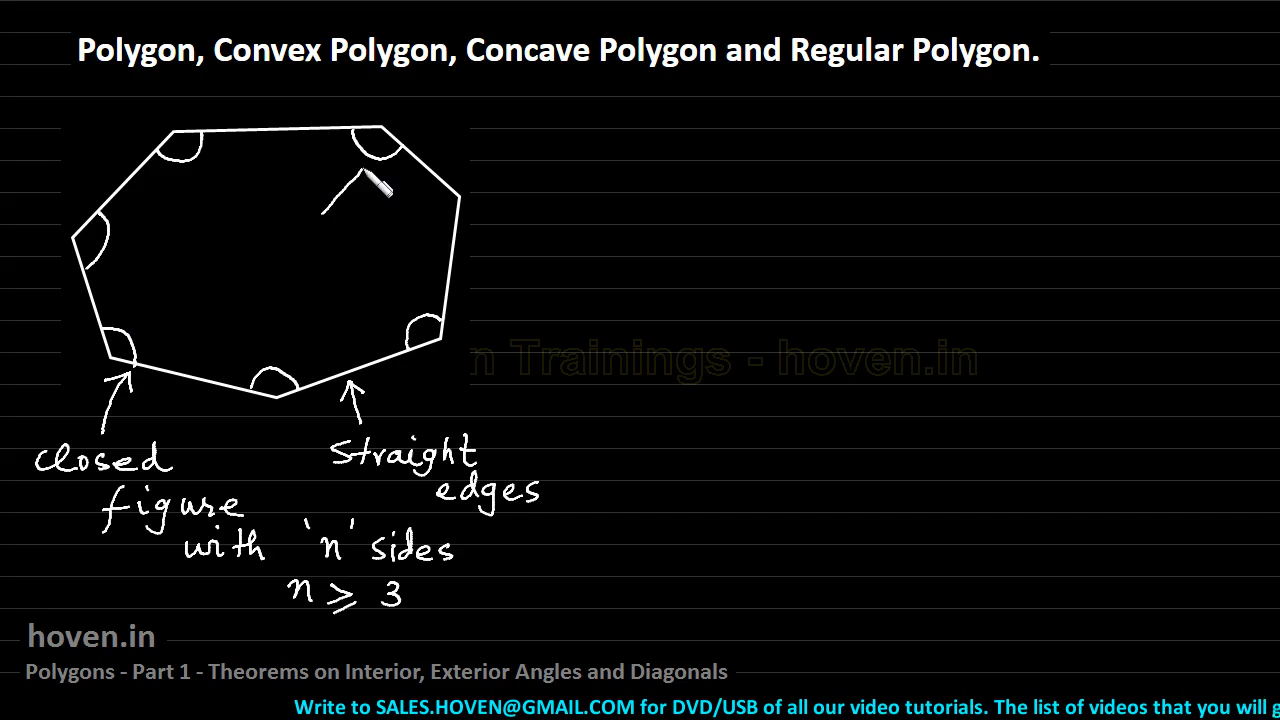 Polygon, Convex Polygon, Concave Polygon and Regular Polygon.
n Trainings - hoven.in
closed
straight
edges
figure
with 'n' sides
n ⩾ 3
hoven.in
Polygons - Part 1 - Theorems on Interior, Exterior Angles and Diagonals
Write to SALES.HOVEN@GMAIL.COM for DVD/USB of all our video tutorials. The list of videos that you will g